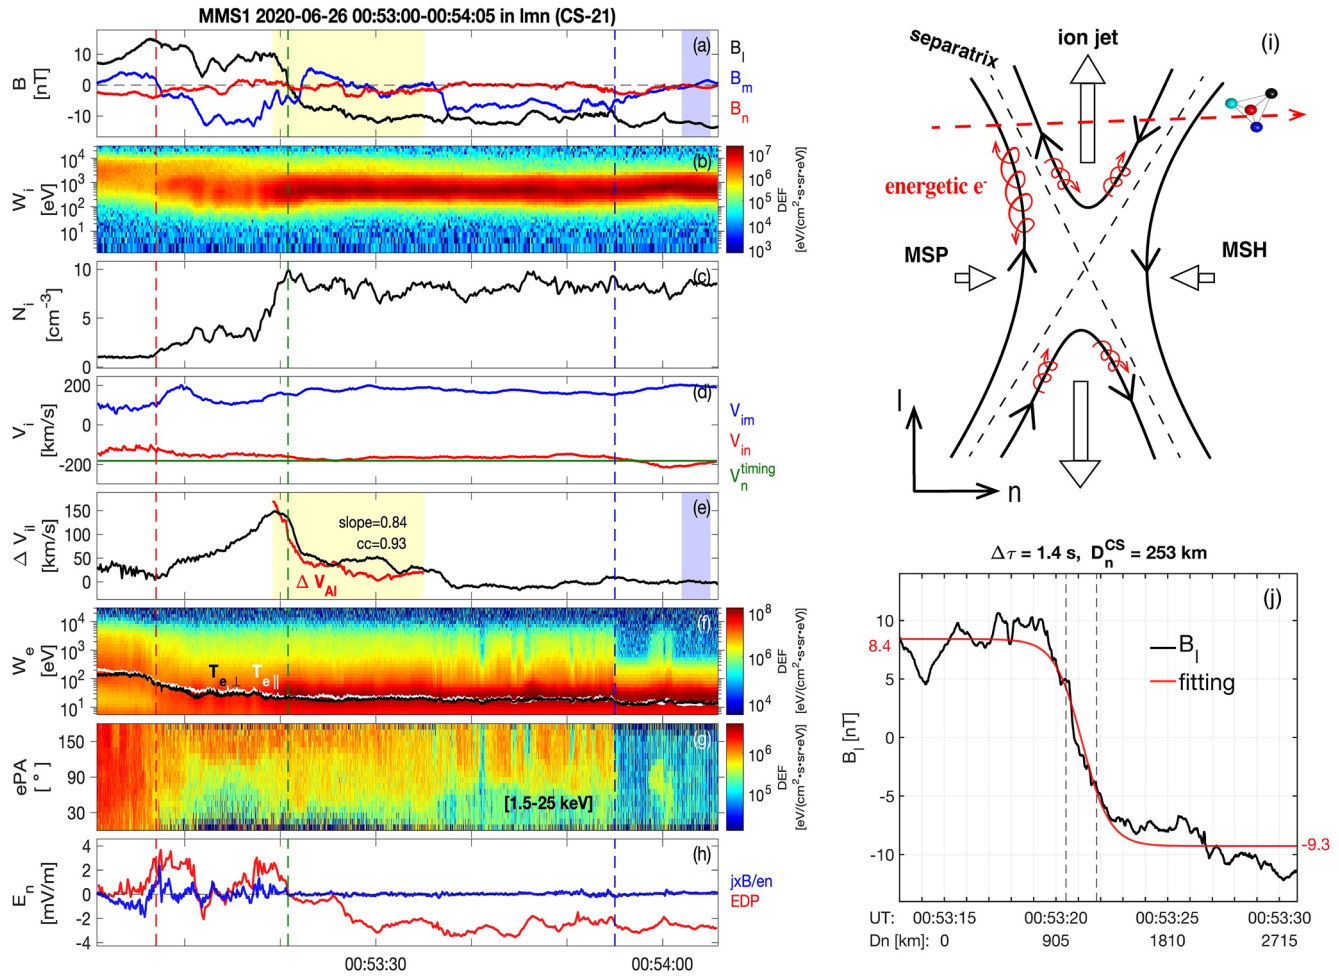 MMS1 2020-06-26 00:53:00-00:54:05 in lmn (CS-21)
(a)
B
[nT]
10
0
-10
B_l
B_m
B_n
(b)
W_i
[eV]
10^4
10^3
10^2
10^1
10^7
10^6
10^5
10^4
10^3
DEF
[eV/(cm^2•s•sr•eV)]
(c)
N_i
[cm^-3]
10
5
0
(d)
V_i
[km/s]
200
0
-200
V_im
V_in
V_n^timing
(e)
Δ V_il
[km/s]
150
100
50
0
slope=0.84
cc=0.93
Δ V_Al
(f)
W_e
[eV]
10^4
10^3
10^2
10^1
T_e⊥
T_e||
10^8
10^6
10^4
DEF
[eV/(cm^2•s•sr•eV)]
(g)
ePA
[ ° ]
150
90
30
[1.5-25 keV]
10^6
10^5
DEF
[eV/(cm^2•s•sr•eV)]
(h)
E_n
[mV/m]
4
2
0
-2
-4
jxB/en
EDP
00:53:30
00:54:00
(i)
separatrix
ion jet
energetic e^-
MSP
MSH
l
n
Δτ = 1.4 s, D_n^CS = 253 km
(j)
B_l [nT]
10
8.4
5
0
-5
-10
-9.3
B_l
fitting
UT: 00:53:15 00:53:20 00:53:25 00:53:30
Dn [km]: 0 905 1810 2715